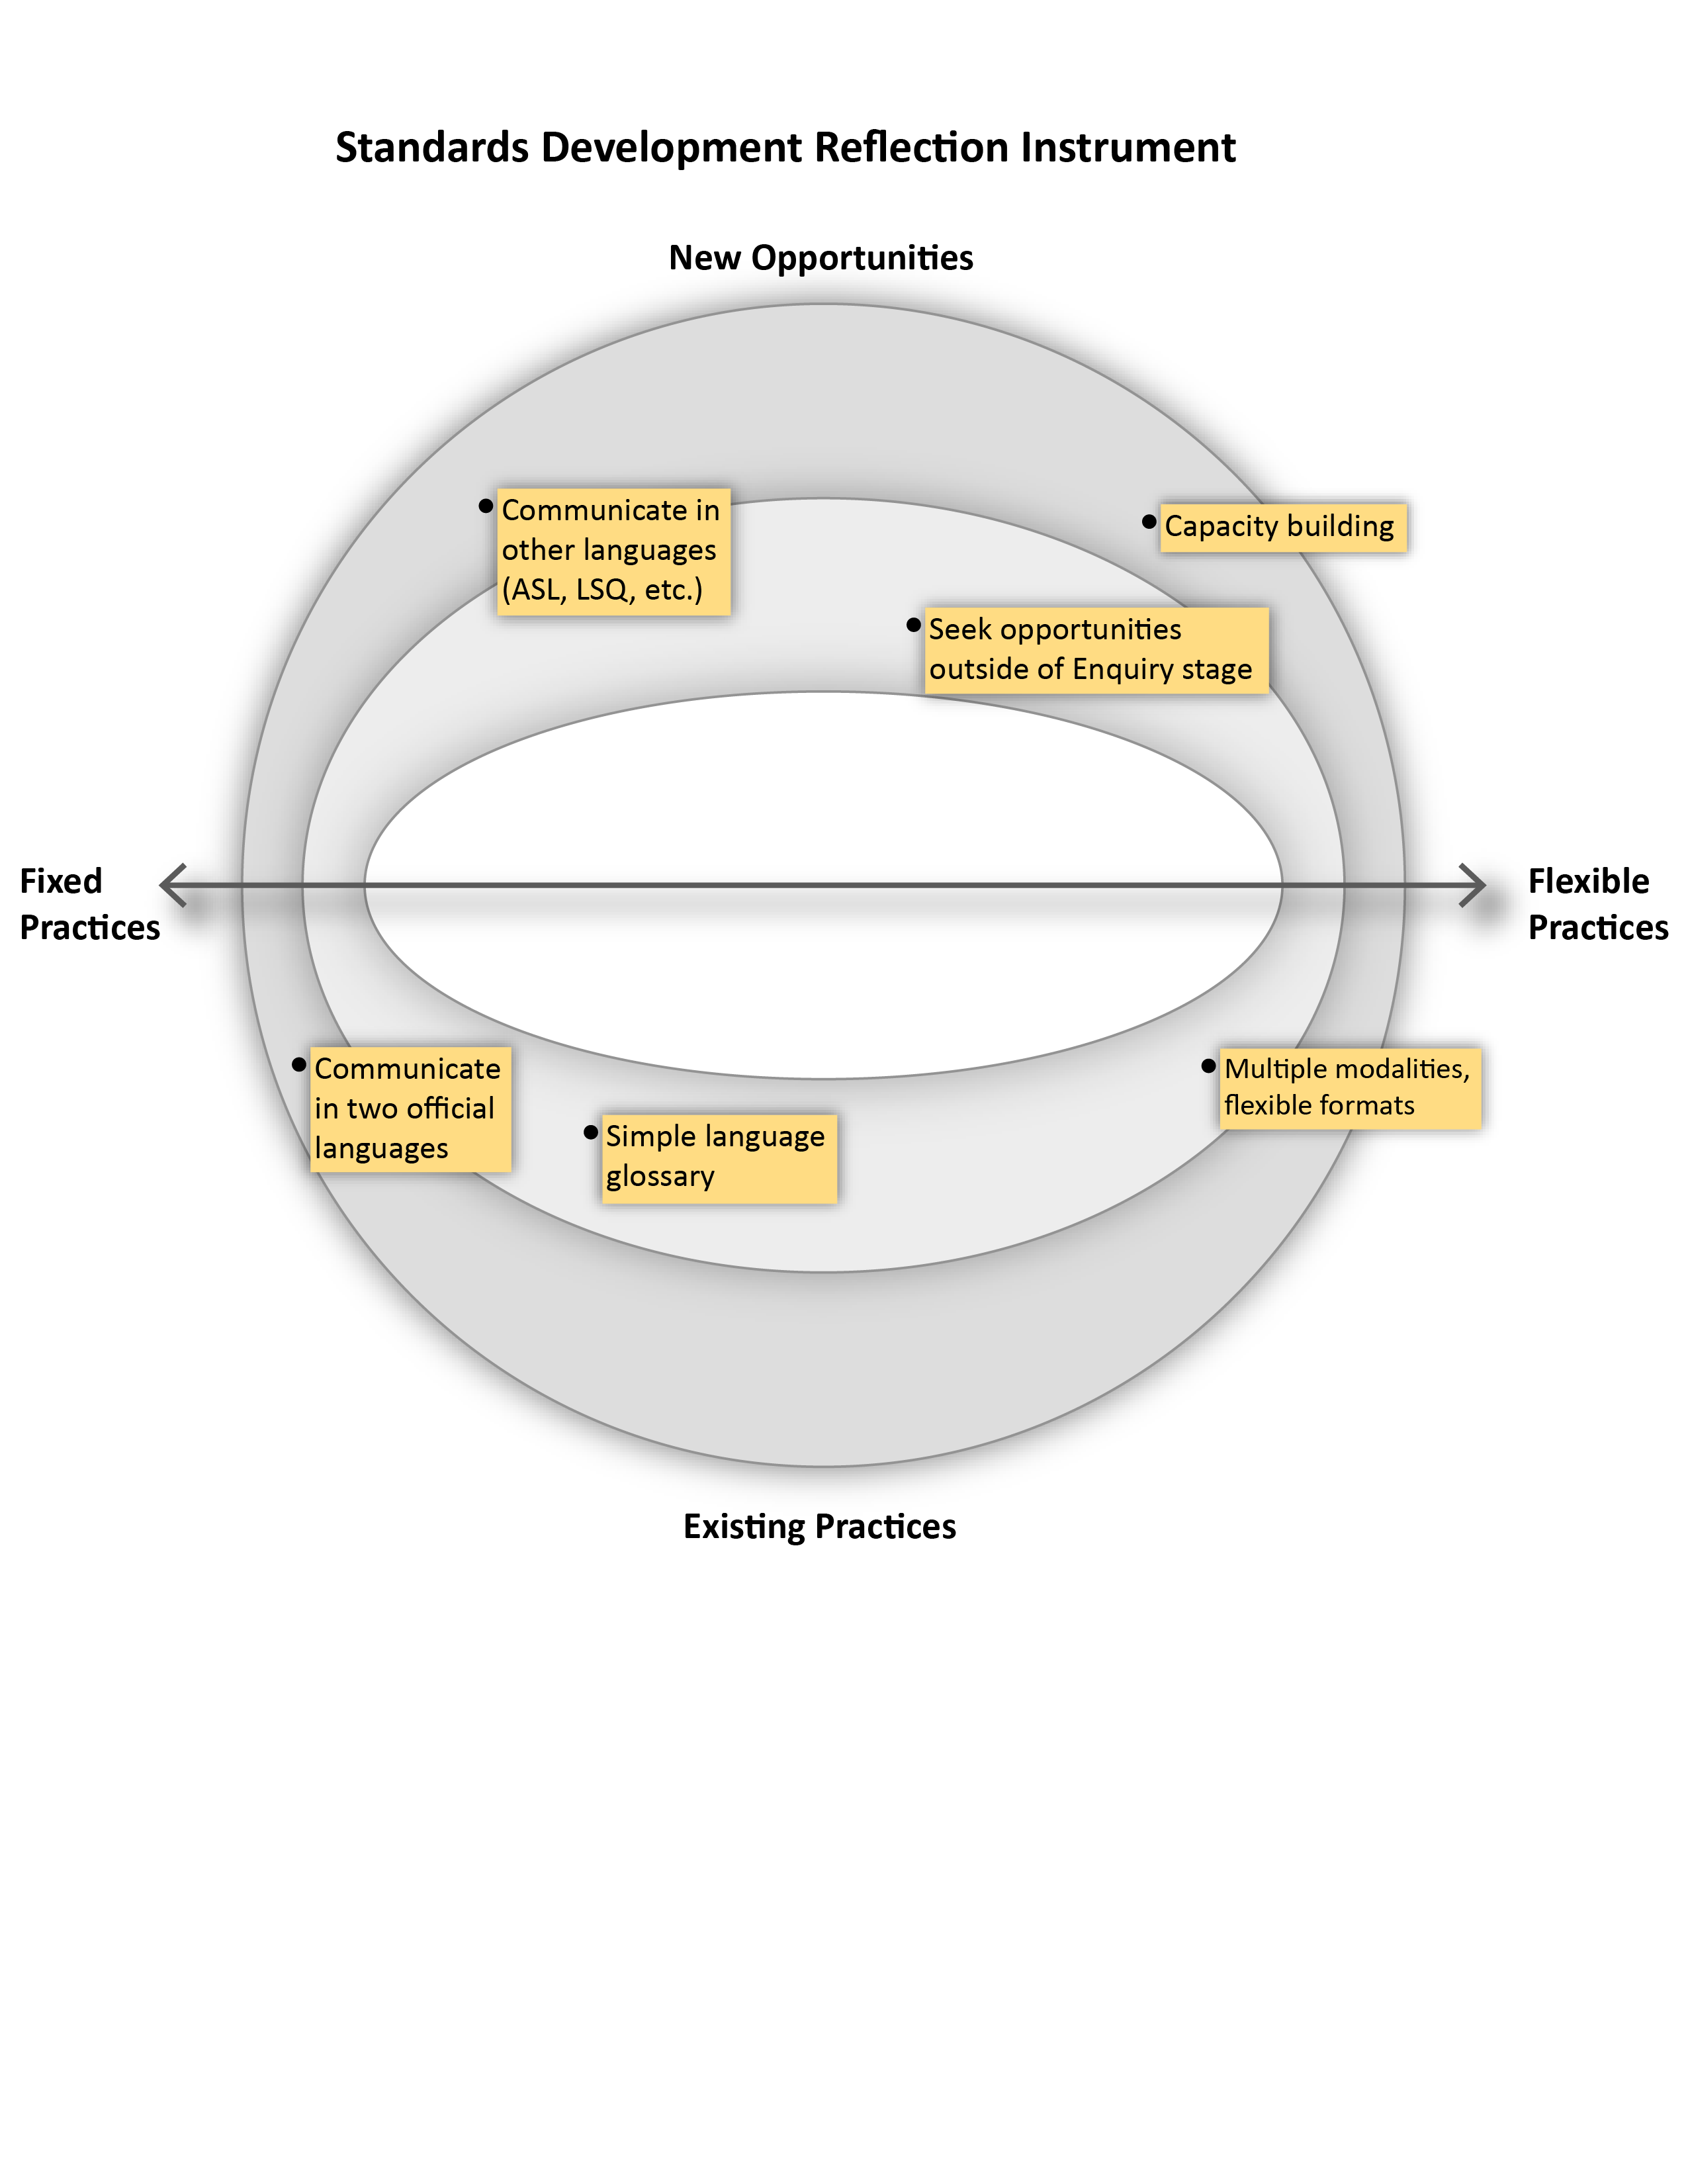 Standards Development Reflection Instrument
New Opportunities
• Communicate in
other languages
(ASL, LSQ, etc.)
• Capacity building
• Seek opportunities
outside of Enquiry stage
Fixed
Practices
Flexible
Practices
• Communicate
in two official
languages
• Simple language
glossary
• Multiple modalities,
flexible formats
Existing Practices